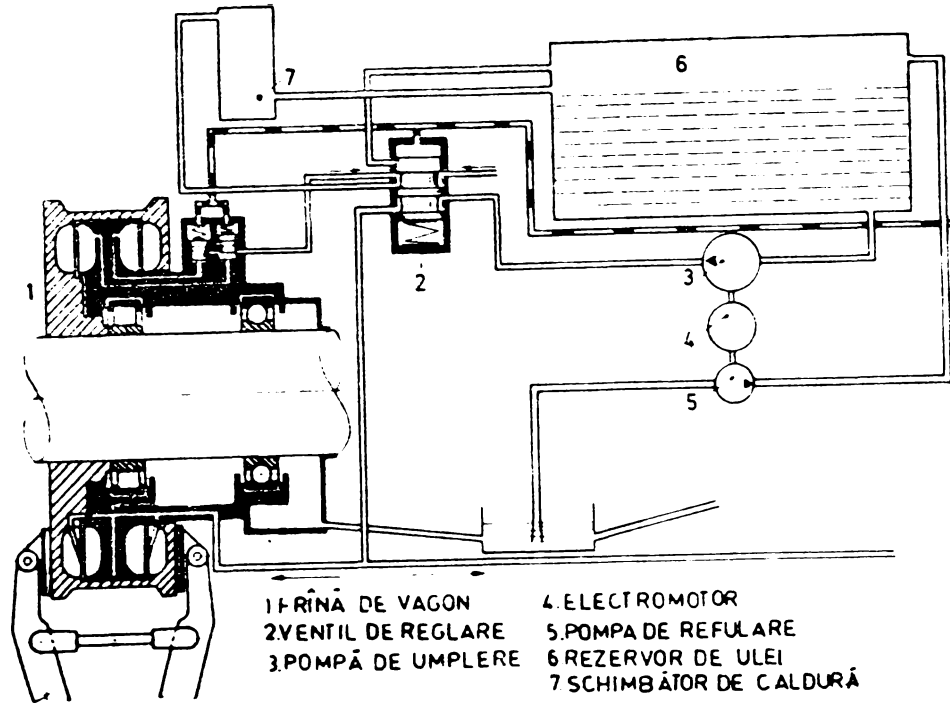 7
6
2
1
3
4
5
1 FRÎNĂ DE VAGON
2 VENTIL DE REGLARE
3. POMPĂ DE UMPLERE
4. ELECTROMOTOR
5. POMPA DE REFULARE
6 REZERVOR DE ULEI
7 SCHIMBĂTOR DE CALDURĂ